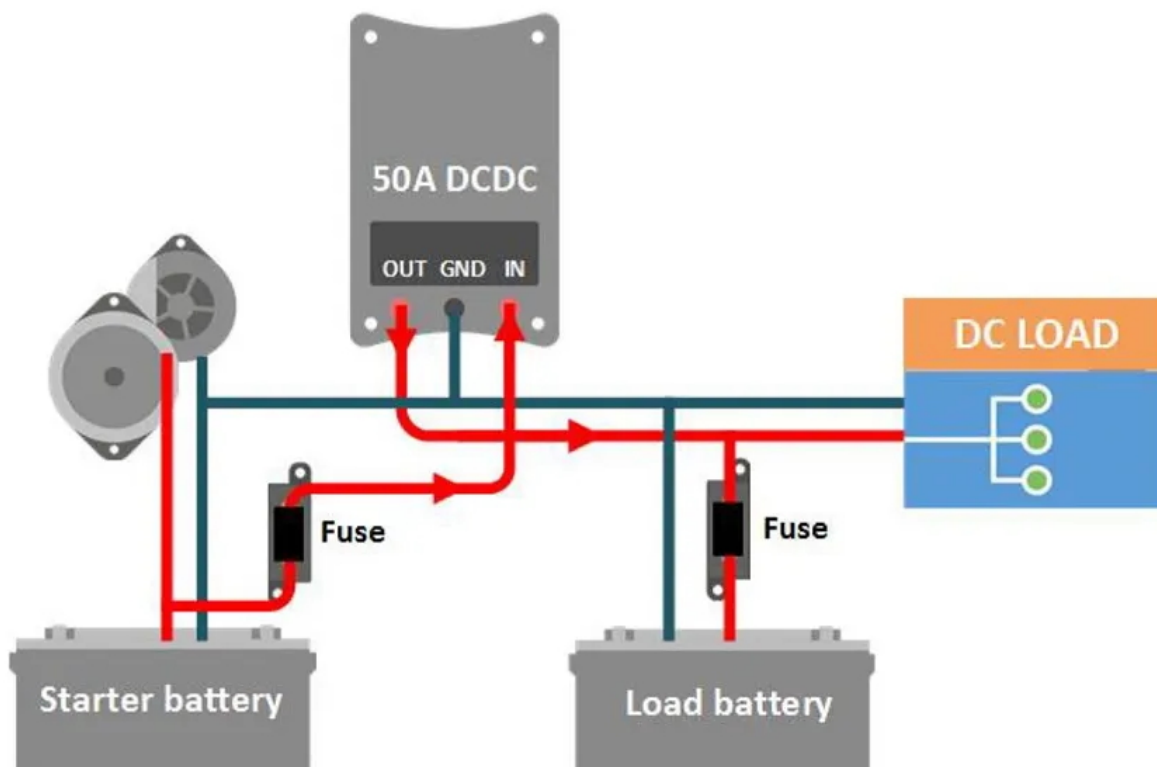 50A DCDC
OUT GND IN
DC LOAD
Fuse
Fuse
Starter battery
Load battery